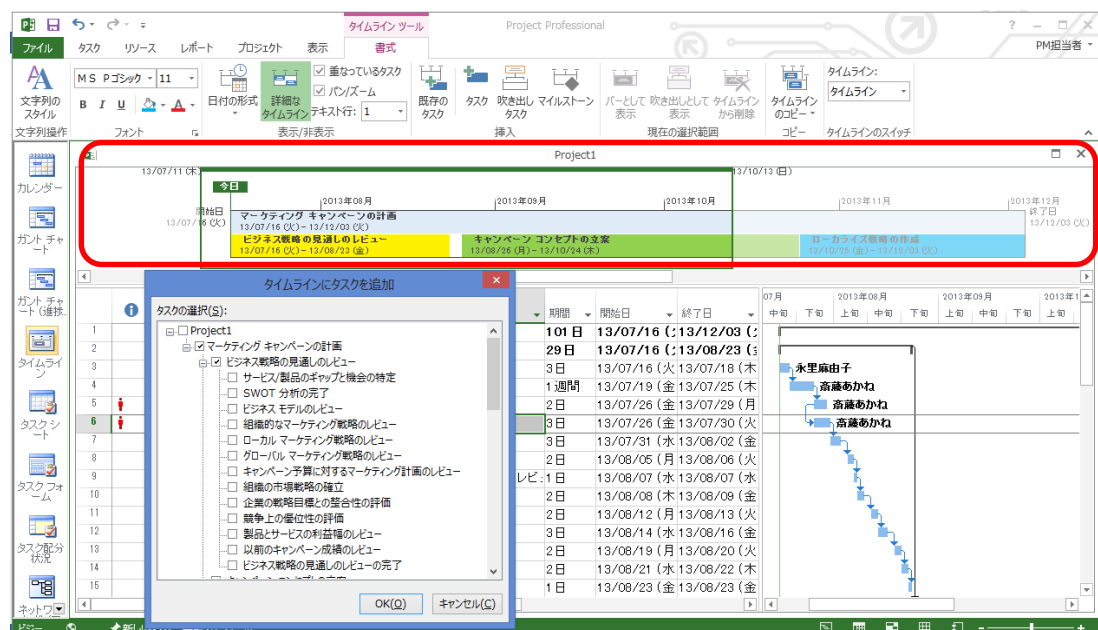 タイムライン ツール
Project Professional
? － □ ×
ファイル タスク リソース レポート プロジェクト 表示 書式
PM担当者
文字列のスタイル
ＭＳ Ｐゴシック 11
B I U A
日付の形式
詳細なタイムライン
重なっているタスク
パン/ズーム
テキスト行: 1
既存のタスク
タスク
吹き出しタスク
マイルストーン
バーとして表示
吹き出しとして表示
タイムラインから削除
タイムラインのコピー
タイムライン:
タイムライン
文字列操作 フォント 表示/非表示 挿入 現在の選択範囲 コピー タイムラインのスイッチ
Project1
13/07/11 (木)
13/10/13 (日)
今日
2013年08月 2013年09月 2013年10月 2013年11月 2013年12月
開始日
13/07/16 (火)
終了日
13/12/03 (火)
マーケティング キャンペーンの計画
13/07/16 (火) - 13/12/03 (火)
ビジネス戦略の見通しのレビュー
13/07/16 (火) - 13/08/23 (金)
キャンペーン コンセプトの立案
13/08/26 (月) - 13/10/24 (木)
ローカライズ戦略の作成
13/10/25 (金) - 13/12/03 (火)
カレンダー
ガント チャート
ガント チャート (進捗.
タイムライン
タスク シート
タスク フォーム
タスク配分状況
ネットワ
タイムラインにタスクを追加
タスクの選択(S):
Project1
マーケティング キャンペーンの計画
ビジネス戦略の見通しのレビュー
サービス/製品のギャップと機会の特定
SWOT 分析の完了
ビジネス モデルのレビュー
組織的なマーケティング戦略のレビュー
ローカル マーケティング戦略のレビュー
グローバル マーケティング戦略のレビュー
キャンペーン予算に対するマーケティング計画のレビュー
組織の市場戦略の確立
企業の戦略目標との整合性の評価
競争上の優位性の評価
製品とサービスの利益幅のレビュー
以前のキャンペーン成績のレビュー
ビジネス戦略の見通しのレビューの完了
OK(O) キャンセル(C)
期間 開始日 終了日
1 101 日 13/07/16 ( 13/12/03 (
2 29 日 13/07/16 ( 13/08/23 (
3 3 日 13/07/16 (火 13/07/18 (木
4 1 週間 13/07/19 (金 13/07/25 (木
5 2 日 13/07/26 (金 13/07/29 (月
6 3 日 13/07/26 (金 13/07/30 (火
7 3 日 13/07/31 (水 13/08/02 (金
8 2 日 13/08/05 (月 13/08/06 (火
9 レビ 1 日 13/08/07 (水 13/08/07 (水
10 2 日 13/08/08 (木 13/08/09 (金
11 2 日 13/08/12 (月 13/08/13 (火
12 3 日 13/08/14 (水 13/08/16 (金
13 2 日 13/08/19 (月 13/08/20 (火
14 2 日 13/08/21 (水 13/08/22 (木
15 1 日 13/08/23 (金 13/08/23 (金
07月 2013年08月 2013年09月 2013年1
中旬 下旬 上旬 中旬 下旬 上旬 中旬 下旬 上旬
永里麻由子
斎藤あかね
斎藤あかね
斎藤あかね